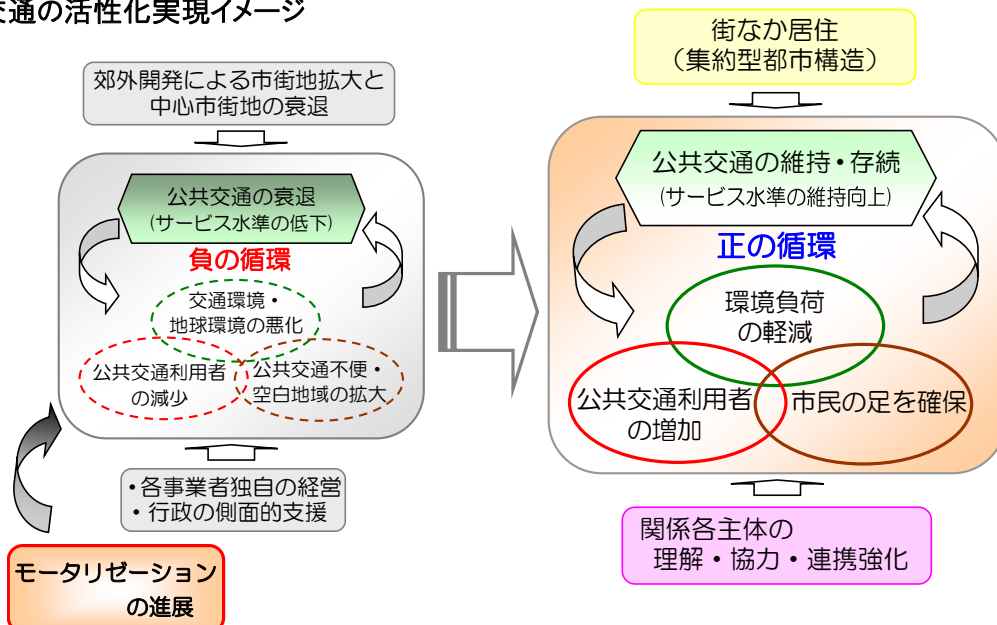 交通の活性化実現イメージ
郊外開発による市街地拡大と
中心市街地の衰退
公共交通の衰退
(サービス水準の低下)
負の循環
交通環境・
地球環境の悪化
公共交通利用者
の減少
公共交通不便・
空白地域の拡大
・各事業者独自の経営
・行政の側面的支援
モータリゼーション
の進展
街なか居住
（集約型都市構造）
公共交通の維持・存続
(サービス水準の維持向上)
正の循環
環境負荷
の軽減
公共交通利用者
の増加
市民の足を確保
関係各主体の
理解・協力・連携強化